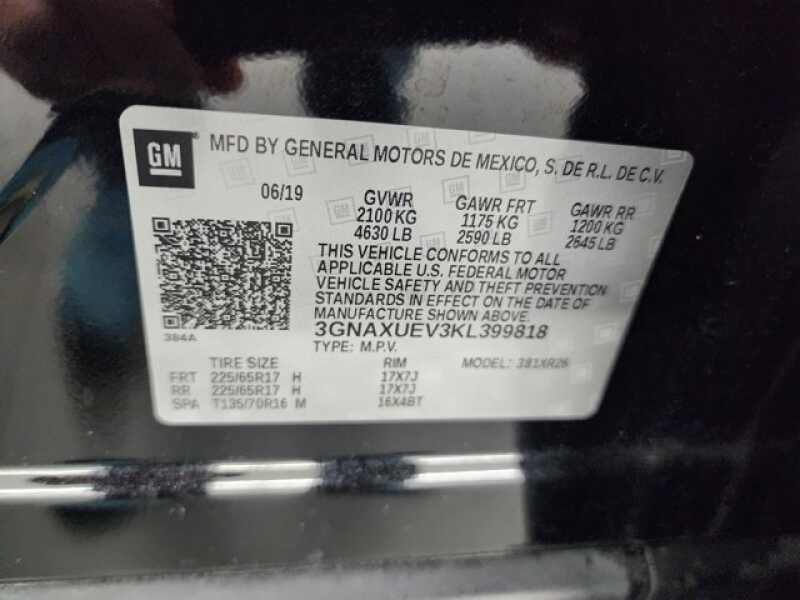 GM
MFD BY GENERAL MOTORS DE MEXICO, S. DE R.L. DE C.V.
06/19 GVWR GAWR FRT GAWR RR
2100 KG 1175 KG 1200 KG
4630 LB 2590 LB 2645 LB
THIS VEHICLE CONFORMS TO ALL
APPLICABLE U.S. FEDERAL MOTOR
VEHICLE SAFETY AND THEFT PREVENTION
STANDARDS IN EFFECT ON THE DATE OF
MANUFACTURE SHOWN ABOVE.
3GNAXUEV3KL399818
384A
TYPE: M.P.V. MODEL: 381XR26
TIRE SIZE RIM
FRT 225/65R17 H 17X7J
RR 225/65R17 H 17X7J
SPA T135/70R16 M 16X4BT